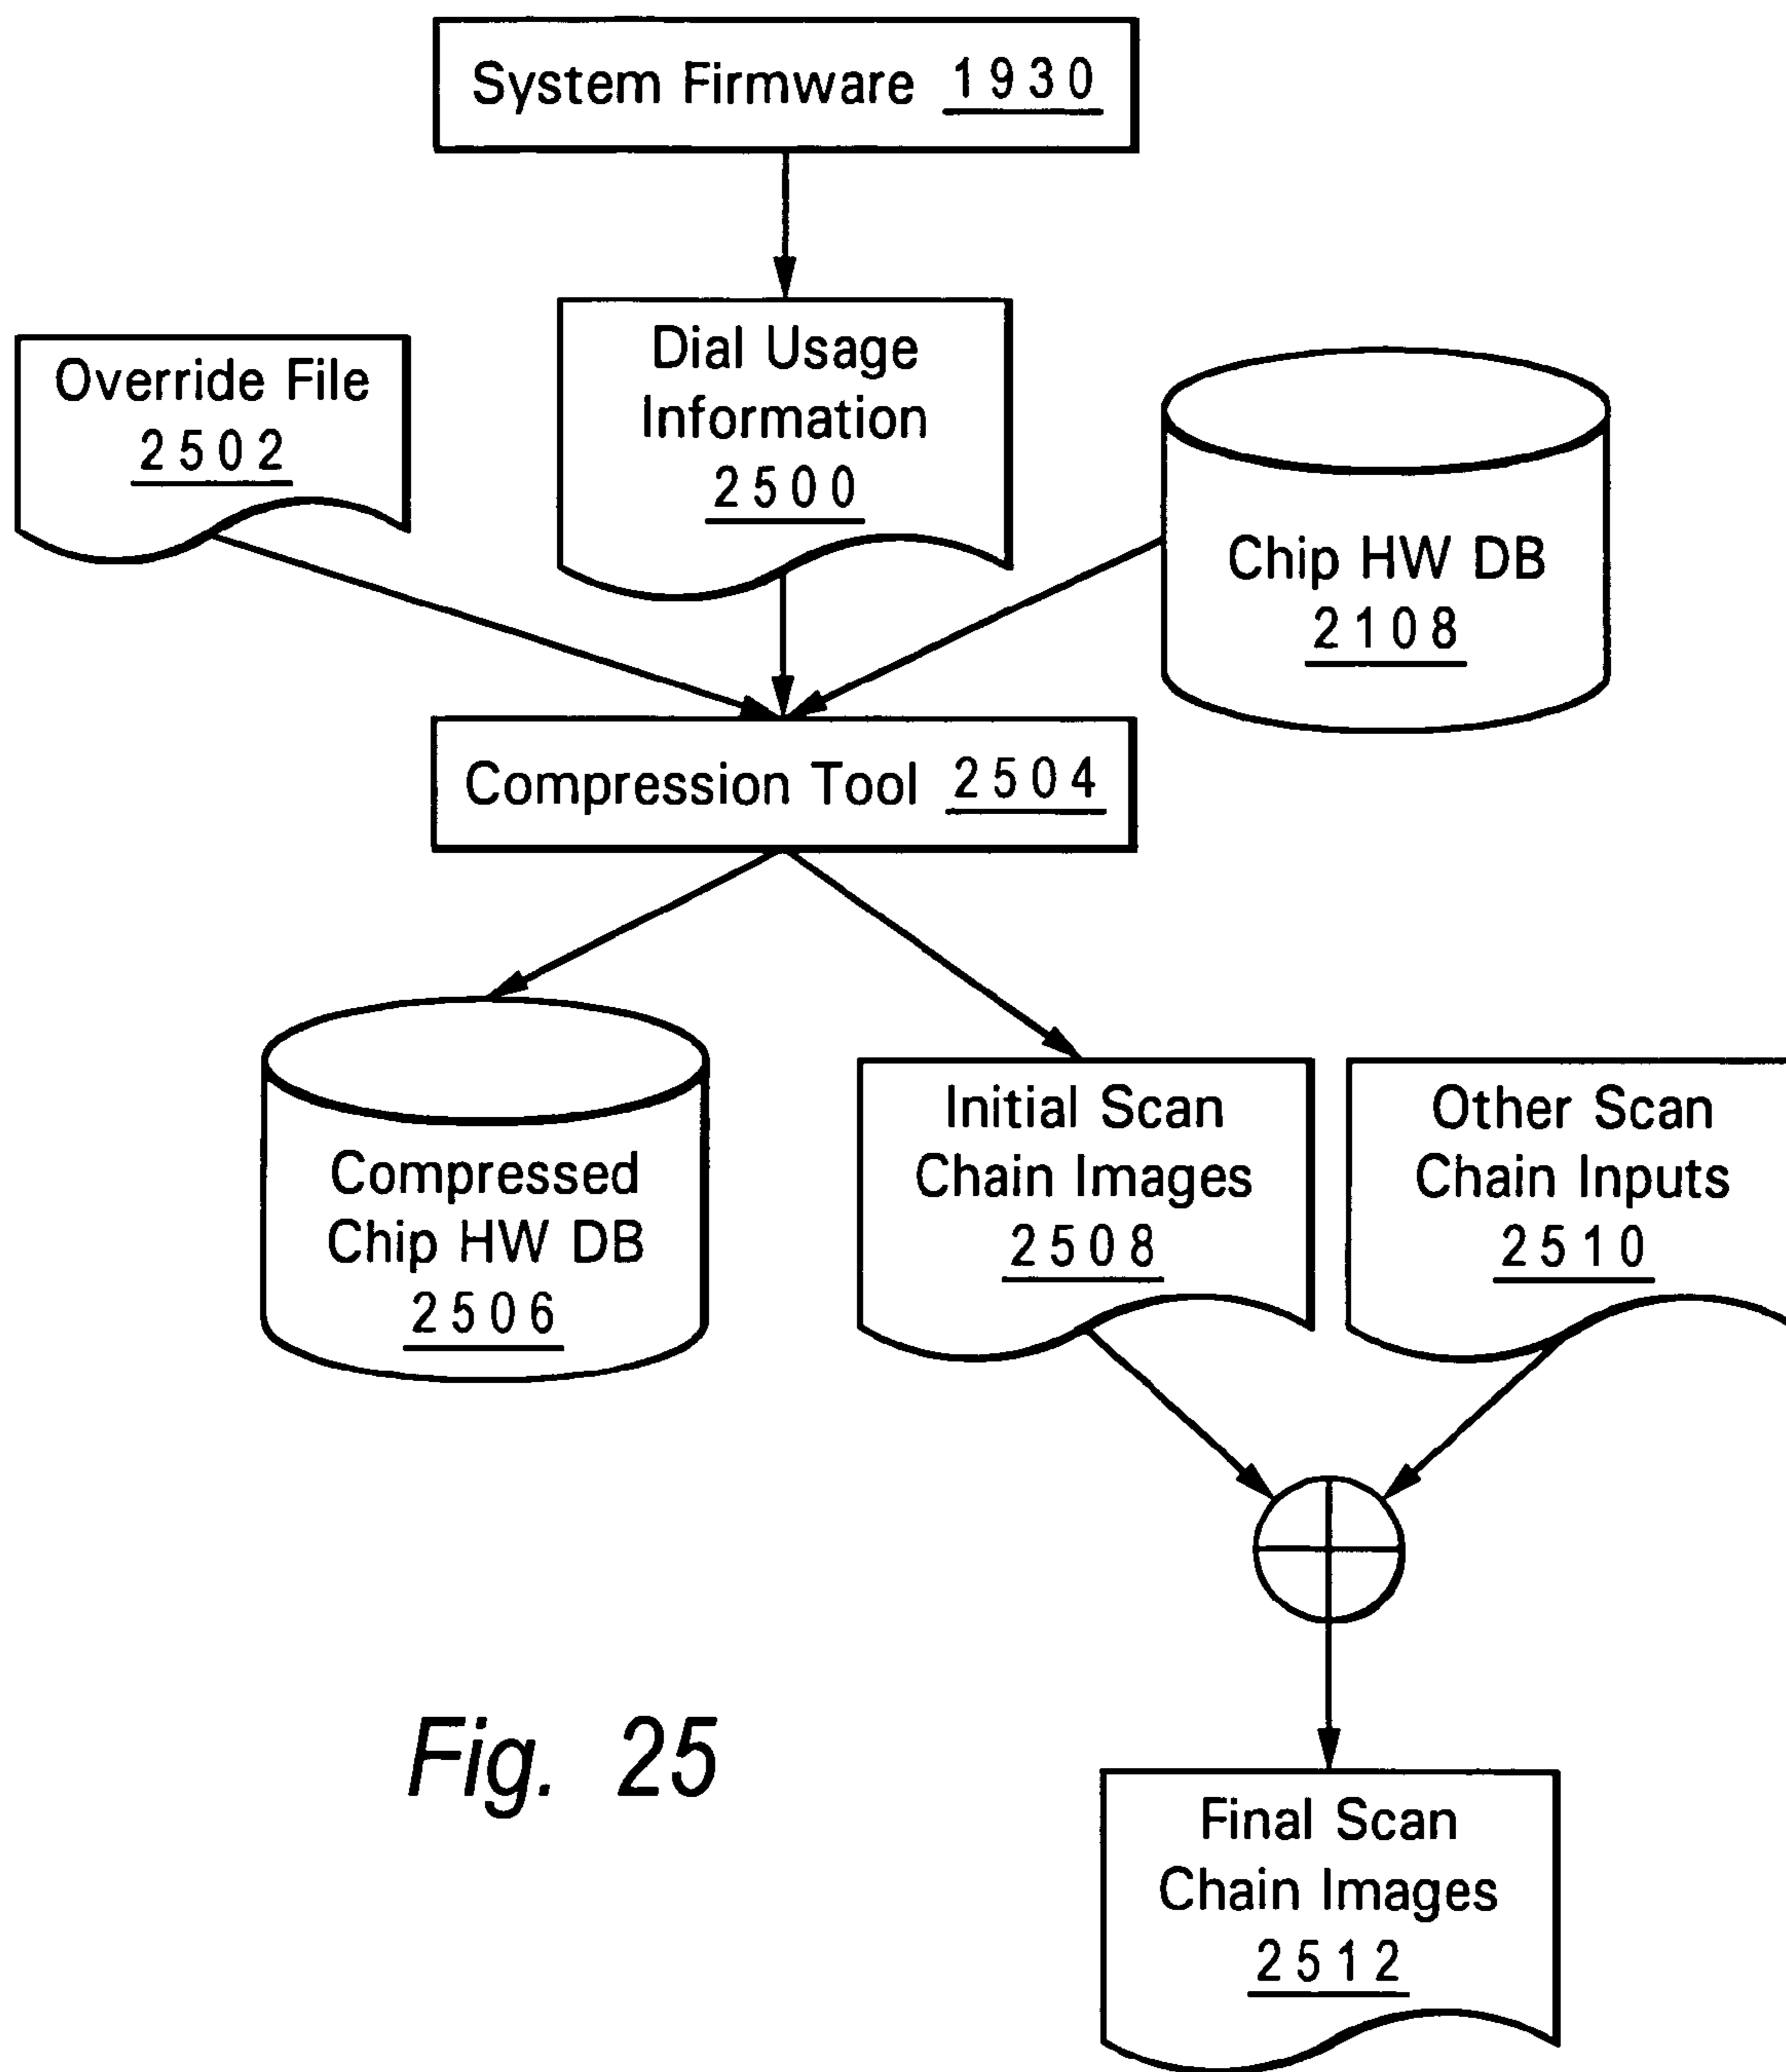 System Firmware 1930
Override File
2502
Dial Usage
Information
2500
Chip HW DB
2108
Compression Tool 2504
Compressed
Chip HW DB
2506
Initial Scan
Chain Images
2508
Other Scan
Chain Inputs
2510
Fig. 25
Final Scan
Chain Images
2512